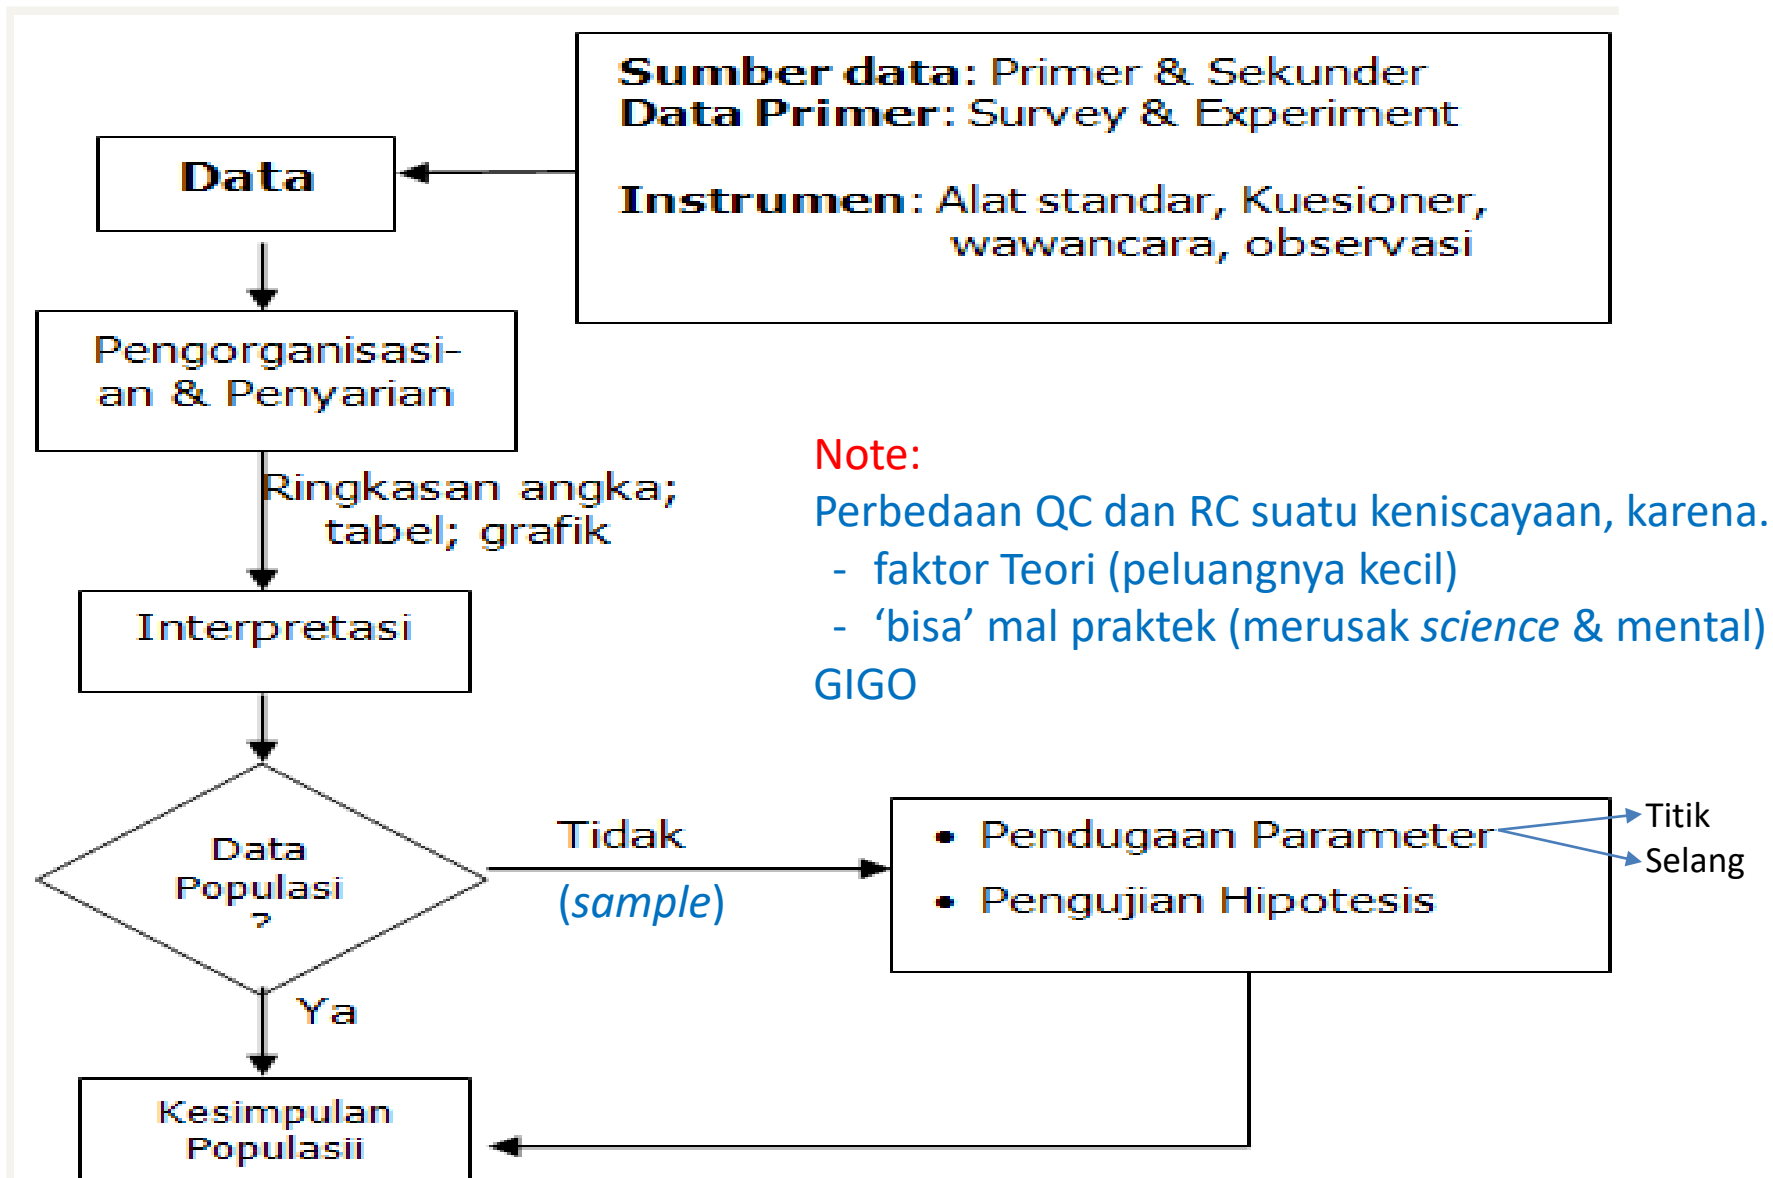 Sumber data: Primer & Sekunder
Data Primer: Survey & Experiment
Instrumen: Alat standar, Kuesioner,
wawancara, observasi
Data
Pengorganisasi-
an & Penyarian
Ringkasan angka;
tabel; grafik
Note:
Perbedaan QC dan RC suatu keniscayaan, karena.
- faktor Teori (peluangnya kecil)
- ‘bisa’ mal praktek (merusak science & mental)
GIGO
Interpretasi
Data
Populasi
?
Tidak
(sample)
• Pendugaan Parameter
• Pengujian Hipotesis
Titik
Selang
Ya
Kesimpulan
Populasii